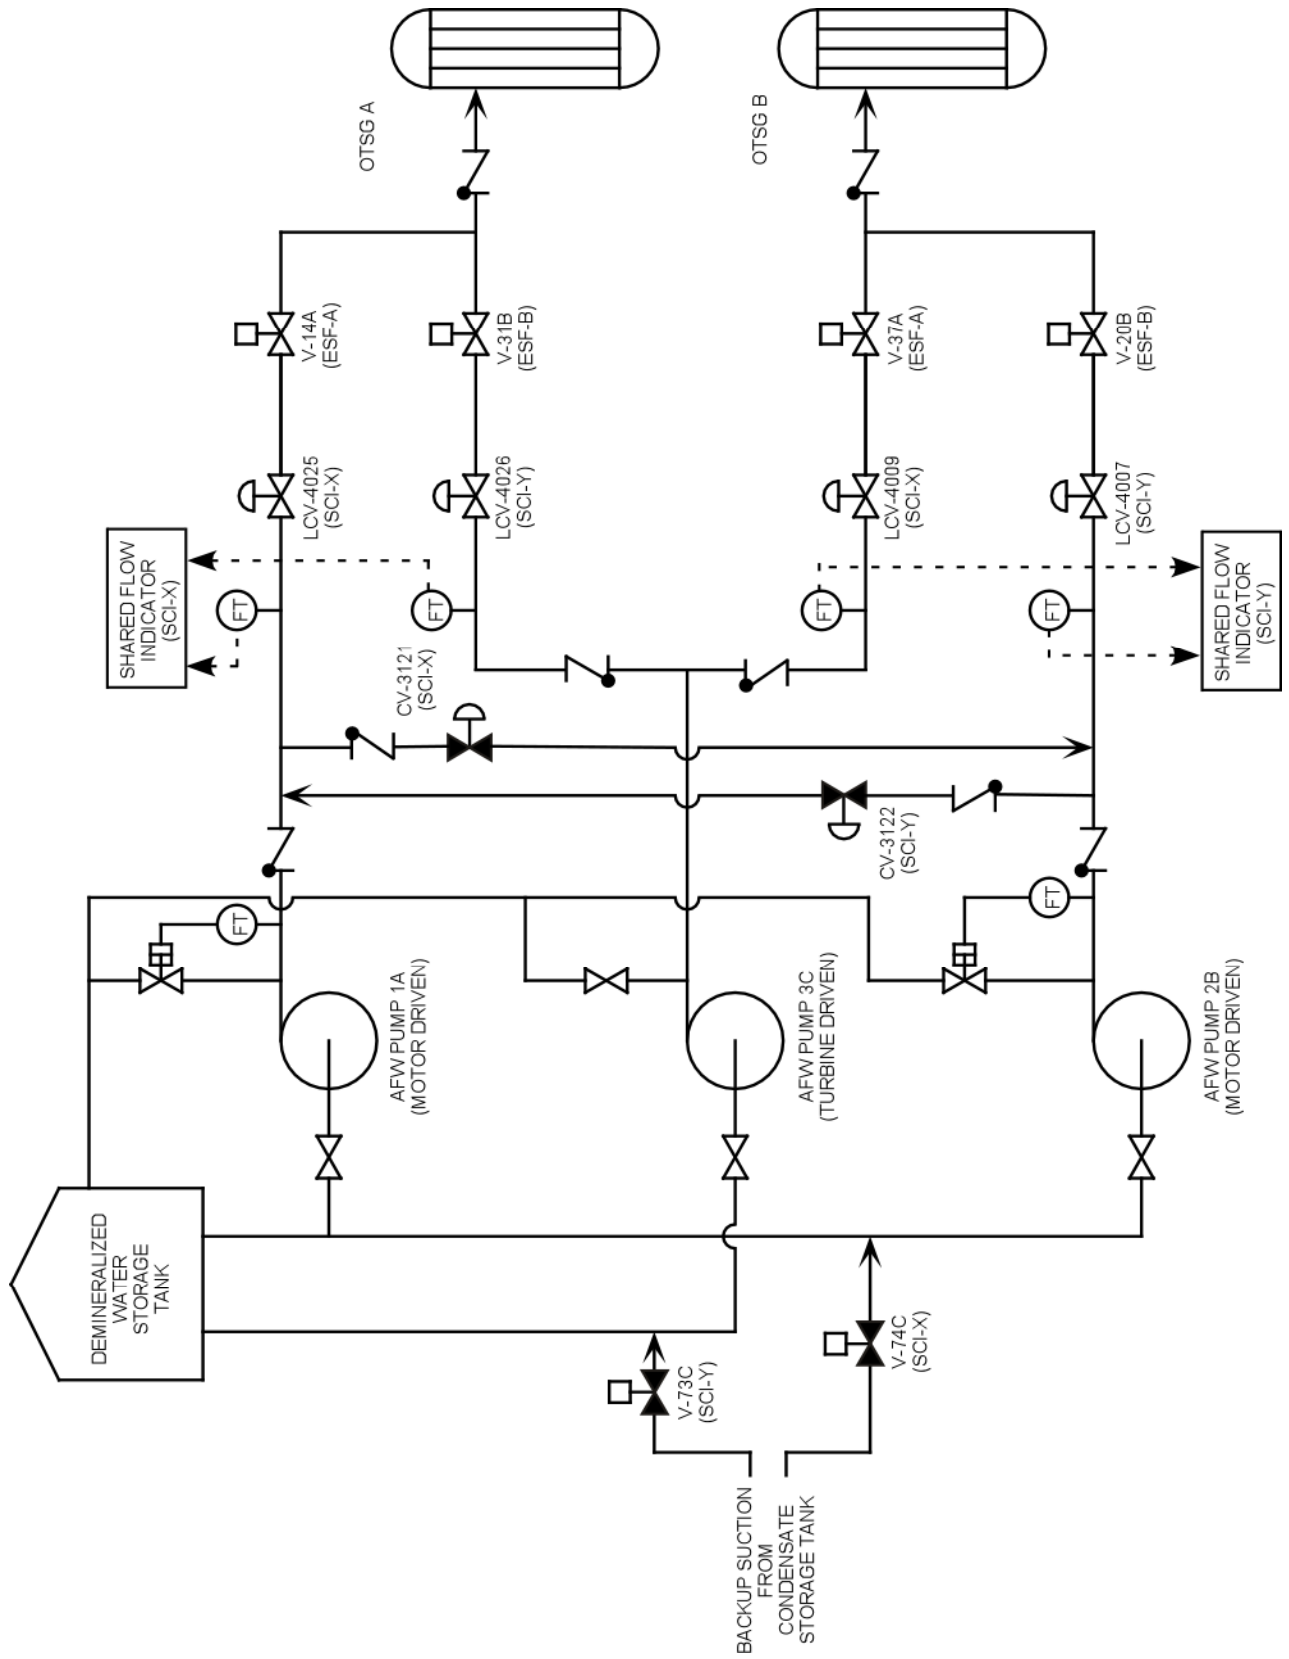 OTSG A
OTSG B
V-14A
(ESF-A)
V-31B
(ESF-B)
V-37A
(ESF-A)
V-20B
(ESF-B)
LCV-4025
(SCI-X)
LCV-4026
(SCI-Y)
LCV-4009
(SCI-X)
LCV-4007
(SCI-Y)
SHARED FLOW
INDICATOR
(SCI-X)
FT
FT
FT
FT
SHARED FLOW
INDICATOR
(SCI-Y)
CV-3121
(SCI-X)
CV-3122
(SCI-Y)
FT
FT
AFW PUMP 1A
(MOTOR DRIVEN)
AFW PUMP 3C
(TURBINE DRIVEN)
AFW PUMP 2B
(MOTOR DRIVEN)
DEMINERALIZED
WATER
STORAGE
TANK
V-73C
(SCI-Y)
V-74C
(SCI-X)
BACKUP SUCTION
FROM
CONDENSATE
STORAGE TANK